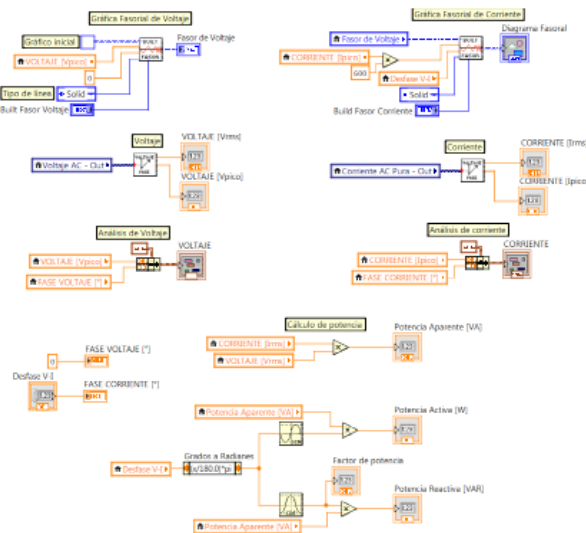 Gráfica Fasorial de Voltaje
Gráfico inicial
Fasor de Voltaje
VOLTAJE [Vpico]
0
Tipo de linea
Solid
Built Fasor Voltaje
Gráfica Fasorial de Corriente
Fasor de Voltaje
Diagrama Fasorial
CORRIENTE [Ipico]
600
Desfase V-I
Solid
Build Fasor Corriente
Voltaje
VOLTAJE [Vrms]
Voltaje AC - Out
VOLTAJE [Vpico]
Corriente
CORRIENTE [Irms
Corriente AC Pura - Out
CORRIENTE [Ipico
Análisis de Voltaje
VOLTAJE
VOLTAJE [Vpico]
FASE VOLTAJE [°]
Análisis de corriente
CORRIENTE
CORRIENTE [Ipico]
FASE CORRIENTE [°]
Cálculo de potencia
Potencia Aparente [VA]
CORRIENTE [Irms]
VOLTAJE [Vrms]
FASE VOLTAJE [°]
0
Desfase V-I
FASE CORRIENTE [°]
Potencia Activa [W]
Potencia Aparente [VA]
Grados a Radianes
Desfase V-I
(x/180.0)*pi
Factor de potencia
Potencia Reactiva [VAR]
Potencia Aparente [VA]